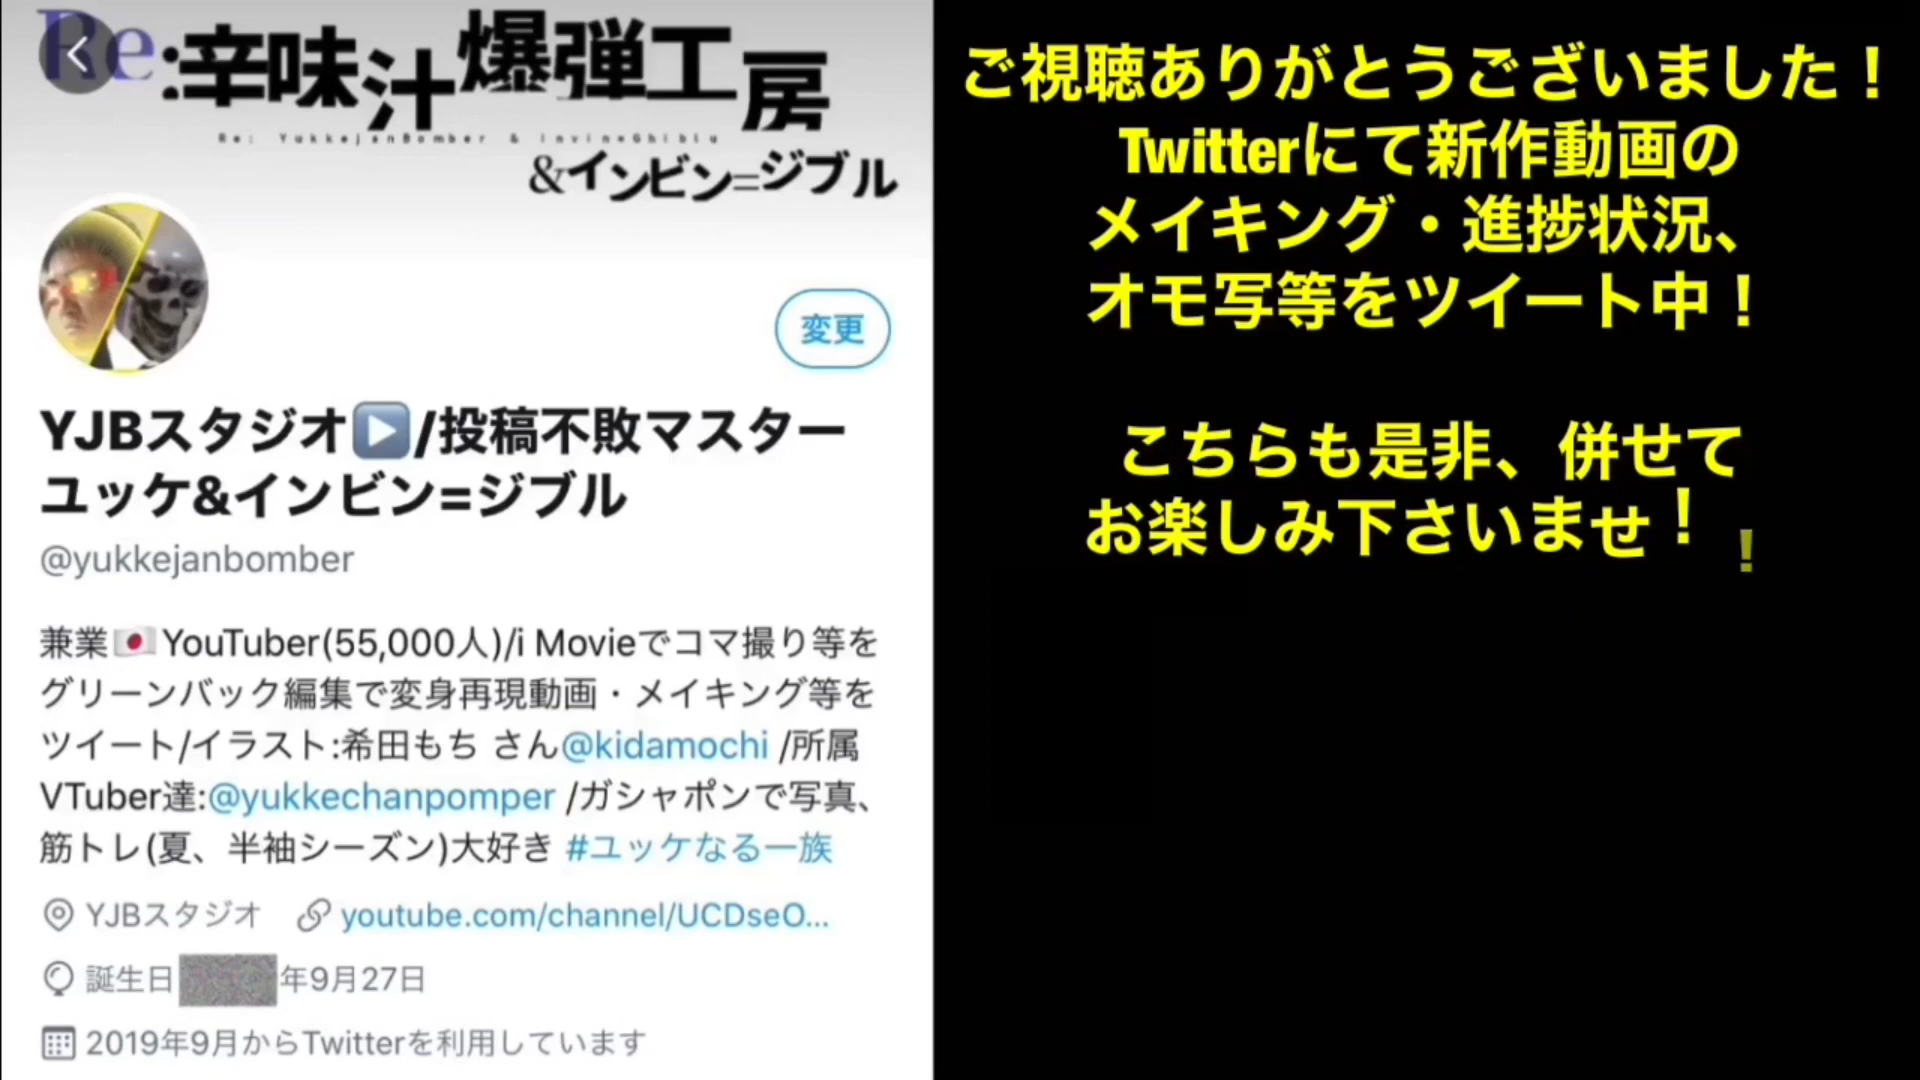 Re:辛味汁爆弾工房
Re: YukkejanBomber & Invin=Ghiblu
&インビン=ジブル
変更
YJBスタジオ▶/投稿不敗マスター
ユッケ&インビン=ジブル
@yukkejanbomber
兼業🇯🇵YouTuber(55,000人)/i Movieでコマ撮り等を
グリーンバック編集で変身再現動画・メイキング等を
ツイート/イラスト:希田もち さん@kidamochi /所属
VTuber達:@yukkechanpomper /ガシャポンで写真、
筋トレ(夏、半袖シーズン)大好き #ユッケなる一族
YJBスタジオ youtube.com/channel/UCDseO...
誕生日 年9月27日
2019年9月からTwitterを利用しています
ご視聴ありがとうございました！
Twitterにて新作動画の
メイキング・進捗状況、
オモ写等をツイート中！
こちらも是非、併せて
お楽しみ下さいませ！！